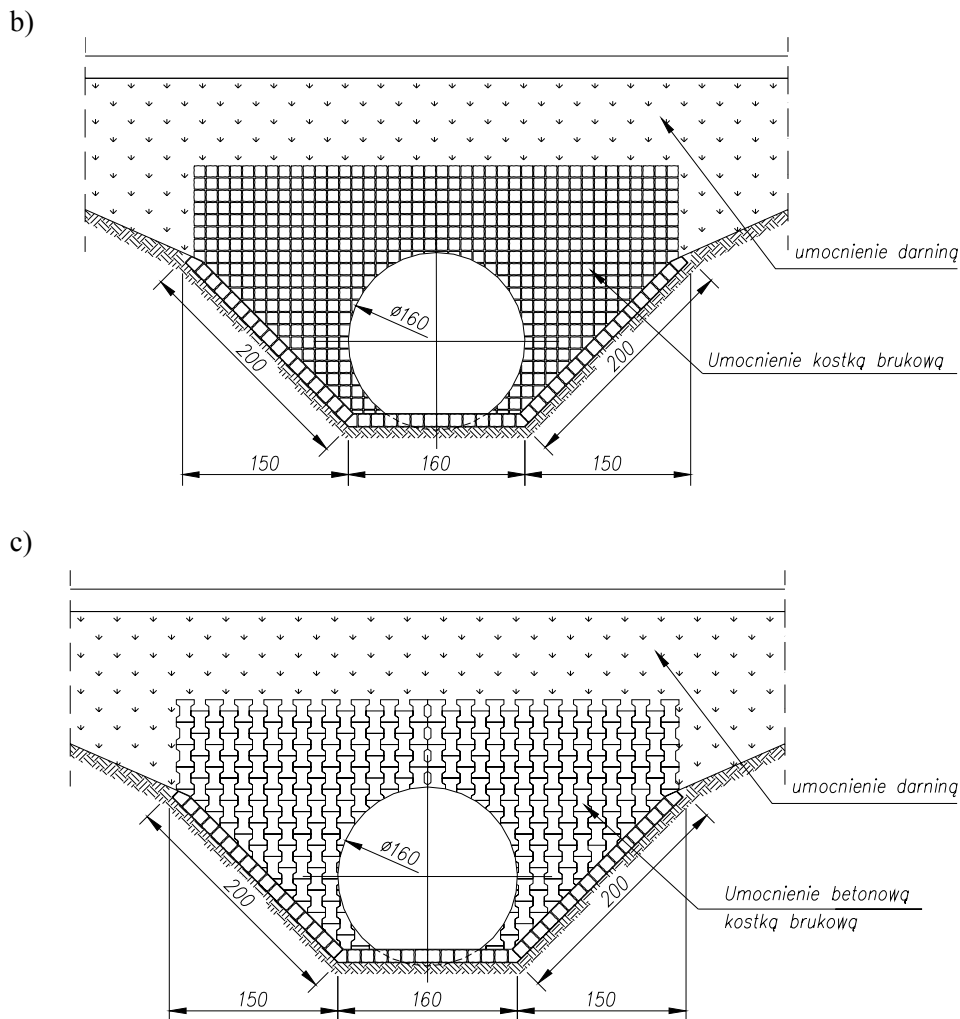 b)
umocnienie darniną
ø160
Umocnienie kostką brukową
200
200
150
160
150
c)
umocnienie darniną
ø160
Umocnienie betonową
kostką brukową
200
200
150
160
150